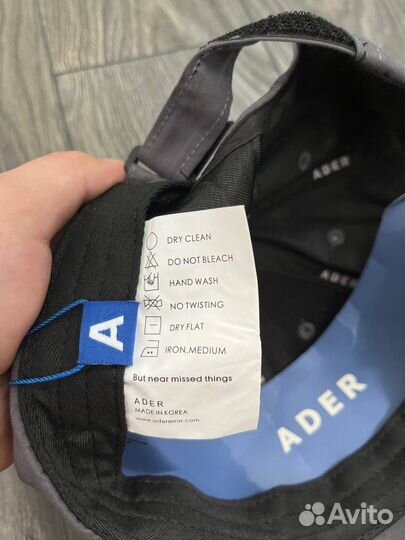 ADER
ADER
DRY CLEAN
DO NOT BLEACH
HAND WASH
NO TWISTING
DRY FLAT
IRON.MEDIUM
But near missed things
ADER
MADE IN KOREA
www.adererror.com
A
ADER
Avito